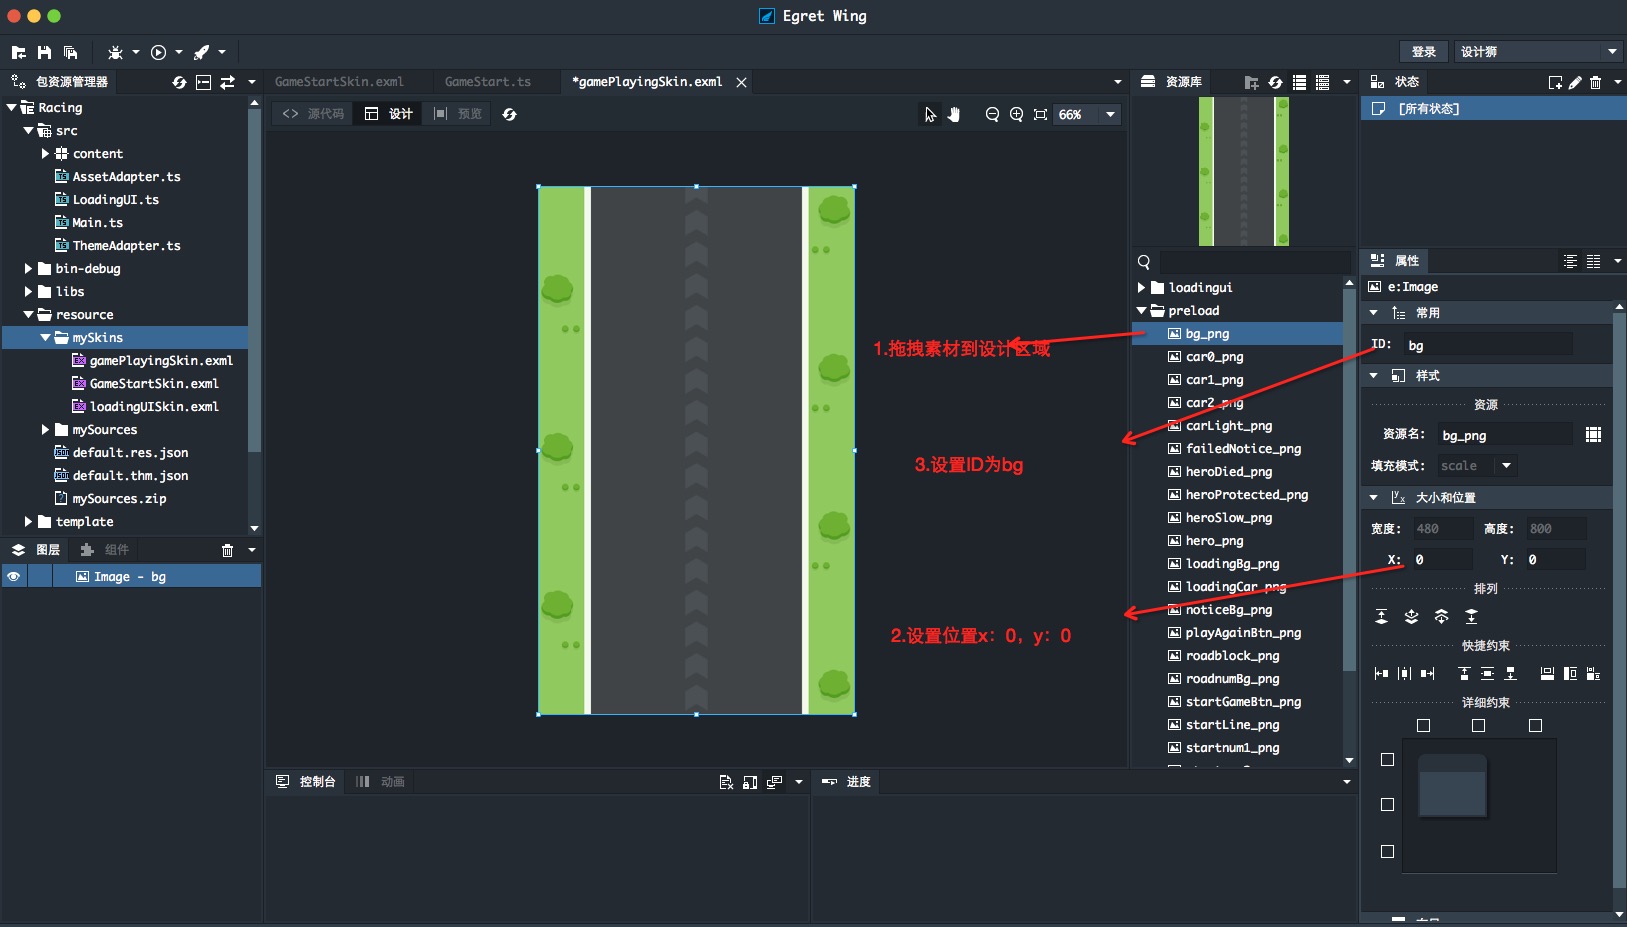 Egret Wing
登录
设计狮
包资源管理器
GameStartSkin.exml
GameStart.ts
*gamePlayingSkin.exml
资源库
状态
Racing
src
content
AssetAdapter.ts
LoadingUI.ts
Main.ts
ThemeAdapter.ts
bin-debug
libs
resource
mySkins
gamePlayingSkin.exml
GameStartSkin.exml
loadingUISkin.exml
mySources
default.res.json
default.thm.json
mySources.zip
template
图层
组件
Image - bg
<> 源代码
设计
预览
66%
1.拖拽素材到设计区域
3.设置ID为bg
2.设置位置x：0，y：0
控制台
动画
进度
loadingui
preload
bg_png
car0_png
car1_png
car2_png
carLight_png
failedNotice_png
heroDied_png
heroProtected_png
heroSlow_png
hero_png
loadingBg_png
loadingCar_png
noticeBg_png
playAgainBtn_png
roadblock_png
roadnumBg_png
startGameBtn_png
startLine_png
startnum1_png
[所有状态]
属性
e:Image
常用
ID: bg
样式
资源
资源名: bg_png
填充模式: scale
大小和位置
宽度: 480 高度: 800
X: 0 Y: 0
排列
快捷约束
详细约束